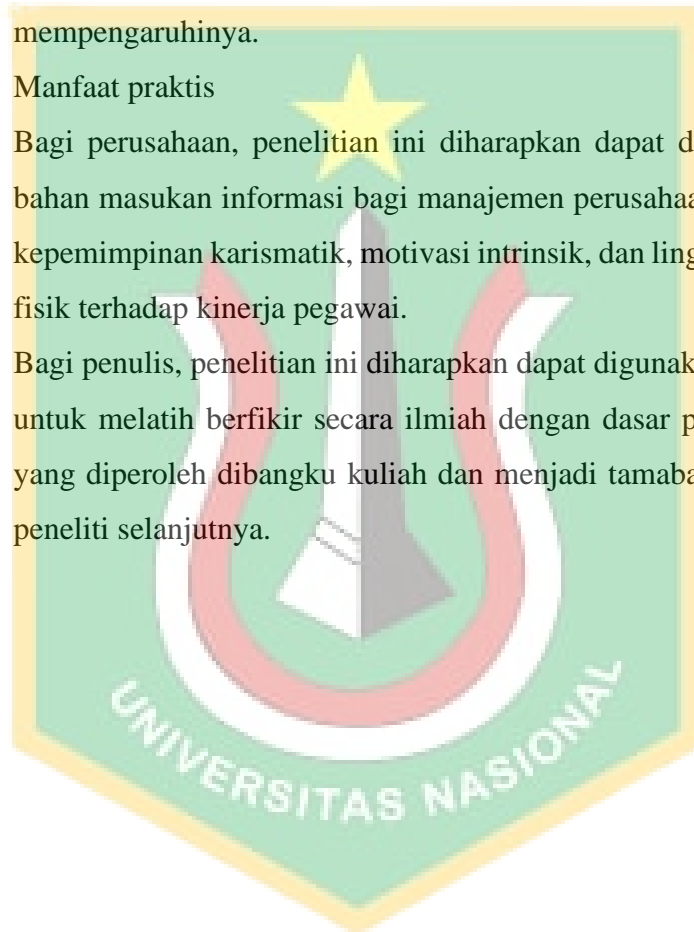 mempengaruhinya.
Manfaat praktis
Bagi perusahaan, penelitian ini diharapkan dapat d
bahan masukan informasi bagi manajemen perusahaa
kepemimpinan karismatik, motivasi intrinsik, dan ling
fisik terhadap kinerja pegawai.
Bagi penulis, penelitian ini diharapkan dapat digunak
untuk melatih berfikir secara ilmiah dengan dasar p
yang diperoleh dibangku kuliah dan menjadi tamaba
peneliti selanjutnya.
UNIVERSITAS NASIONAL